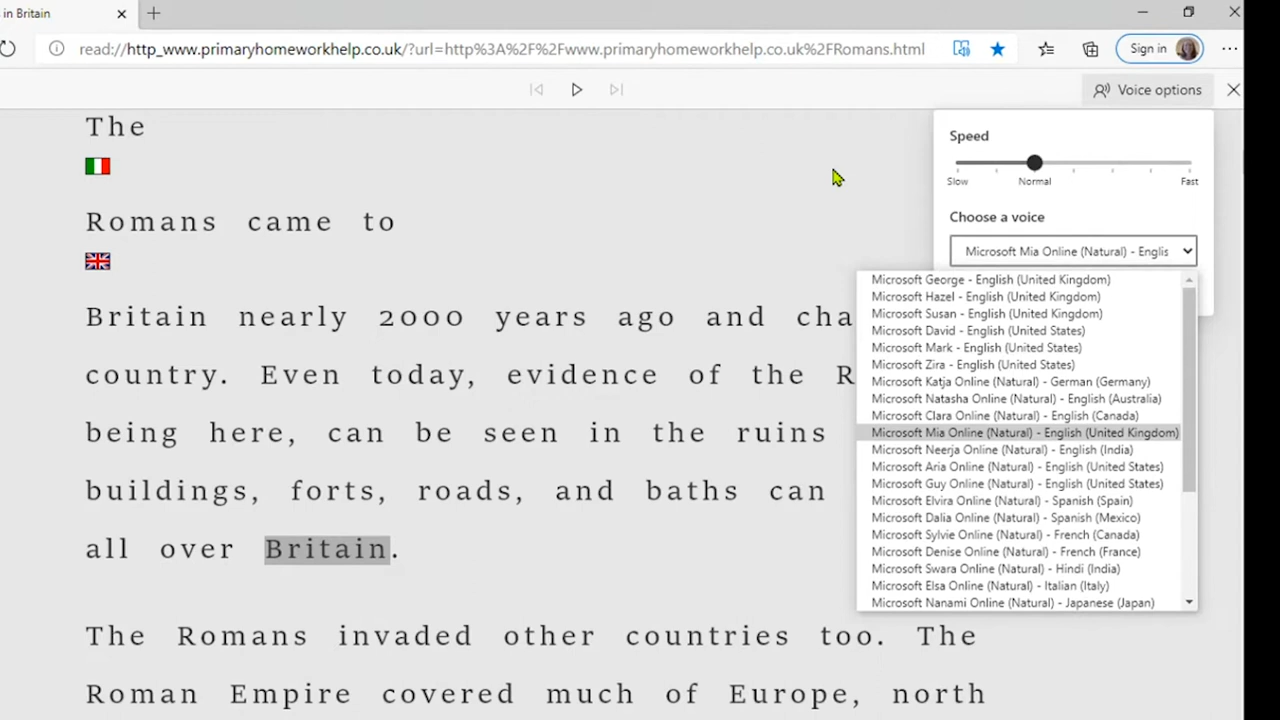 in Britain
read://http_www.primaryhomeworkhelp.co.uk/?url=http%3A%2F%2Fwww.primaryhomeworkhelp.co.uk%2FRomans.html
Sign in
Voice options
Speed
Slow Normal Fast
Choose a voice
Microsoft Mia Online (Natural) - Englis
Microsoft George - English (United Kingdom)
Microsoft Hazel - English (United Kingdom)
Microsoft Susan - English (United Kingdom)
Microsoft David - English (United States)
Microsoft Mark - English (United States)
Microsoft Zira - English (United States)
Microsoft Katja Online (Natural) - German (Germany)
Microsoft Natasha Online (Natural) - English (Australia)
Microsoft Clara Online (Natural) - English (Canada)
Microsoft Mia Online (Natural) - English (United Kingdom)
Microsoft Neerja Online (Natural) - English (India)
Microsoft Aria Online (Natural) - English (United States)
Microsoft Guy Online (Natural) - English (United States)
Microsoft Elvira Online (Natural) - Spanish (Spain)
Microsoft Dalia Online (Natural) - Spanish (Mexico)
Microsoft Sylvie Online (Natural) - French (Canada)
Microsoft Denise Online (Natural) - French (France)
Microsoft Swara Online (Natural) - Hindi (India)
Microsoft Elsa Online (Natural) - Italian (Italy)
Microsoft Nanami Online (Natural) - Japanese (Japan)
The
Romans came to
Britain nearly 2000 years ago and cha
country. Even today, evidence of the R
being here, can be seen in the ruins
buildings, forts, roads, and baths can
all over Britain.
The Romans invaded other countries too. The
Roman Empire covered much of Europe, north